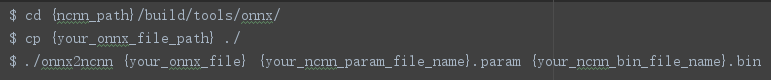 $ cd {ncnn_path}/build/tools/onnx/
$ cp {your_onnx_file_path} ./
$ ./onnx2ncnn {your_onnx_file} {your_ncnn_param_file_name}.param {your_ncnn_bin_file_name}.bin